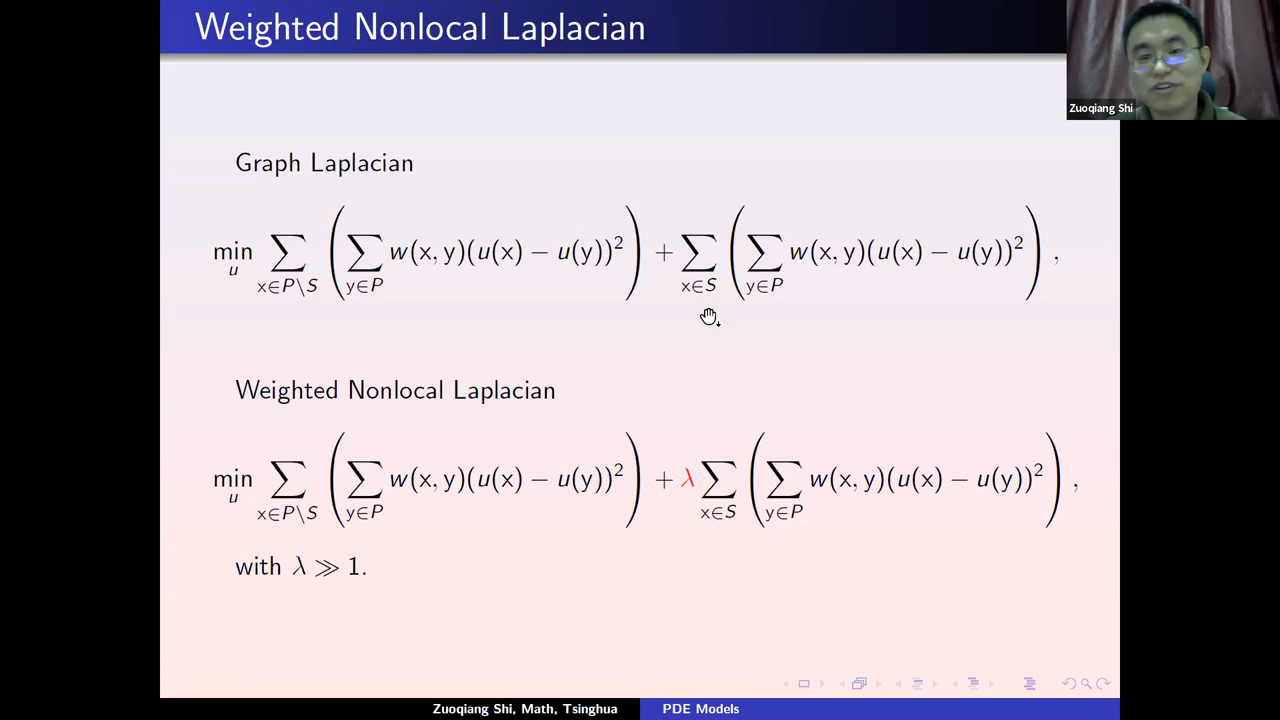 Weighted Nonlocal Laplacian
Zuoqiang Shi
Graph Laplacian
min_u ∑_{x∈P\S} (∑_{y∈P} w(x, y)(u(x) − u(y))²) + ∑_{x∈S} (∑_{y∈P} w(x, y)(u(x) − u(y))²) ,
Weighted Nonlocal Laplacian
min_u ∑_{x∈P\S} (∑_{y∈P} w(x, y)(u(x) − u(y))²) + λ ∑_{x∈S} (∑_{y∈P} w(x, y)(u(x) − u(y))²) ,
with λ ≫ 1.
Zuoqiang Shi, Math, Tsinghua
PDE Models